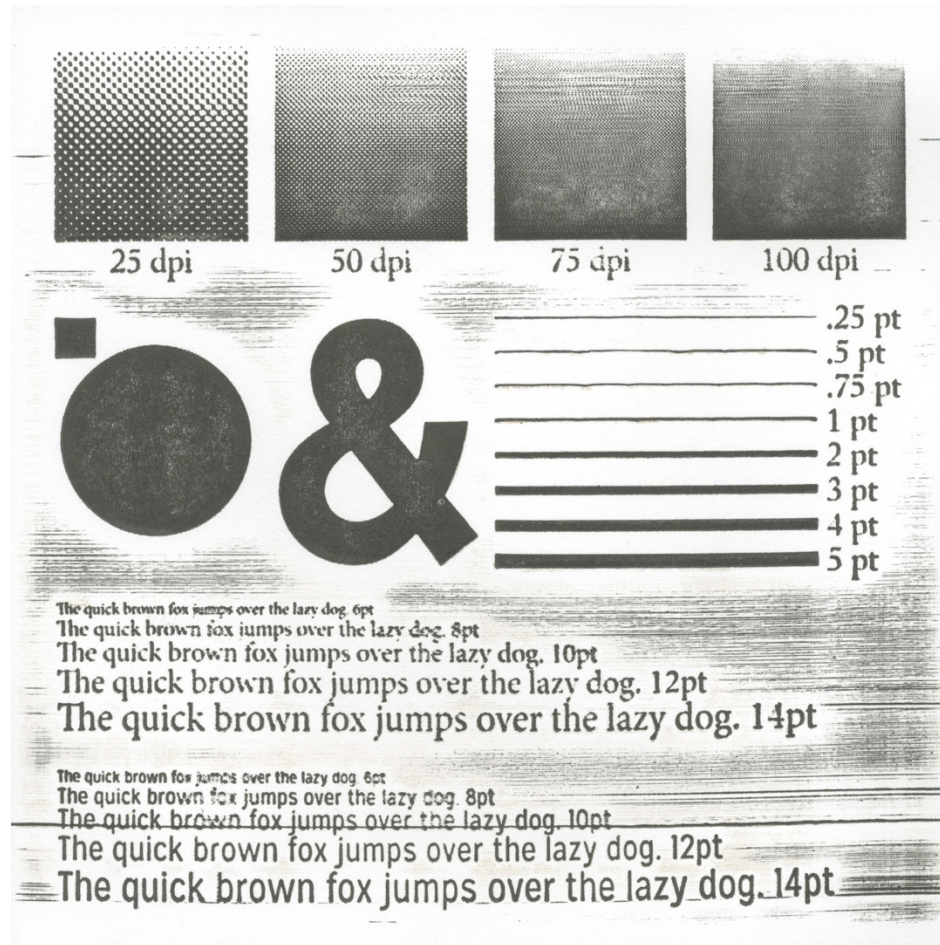 25 dpi 50 dpi 75 dpi 100 dpi
&
.25 pt
.5 pt
.75 pt
1 pt
2 pt
3 pt
4 pt
5 pt
The quick brown fox jumps over the lazy dog. 6pt
The quick brown fox jumps over the lazy dog. 8pt
The quick brown fox jumps over the lazy dog. 10pt
The quick brown fox jumps over the lazy dog. 12pt
The quick brown fox jumps over the lazy dog. 14pt
The quick brown fox jumps over the lazy dog. 6pt
The quick brown fox jumps over the lazy dog. 8pt
The quick brown fox jumps over the lazy dog. 10pt
The quick brown fox jumps over the lazy dog. 12pt
The quick brown fox jumps over the lazy dog. 14pt